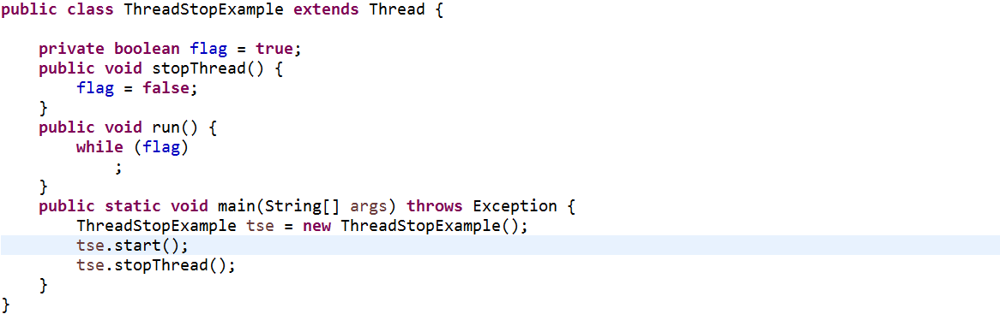 public class ThreadStopExample extends Thread {
    private boolean flag = true;
    public void stopThread() {
        flag = false;
    }
    public void run() {
        while (flag)
            ;
    }
    public static void main(String[] args) throws Exception {
        ThreadStopExample tse = new ThreadStopExample();
        tse.start();
        tse.stopThread();
    }
}